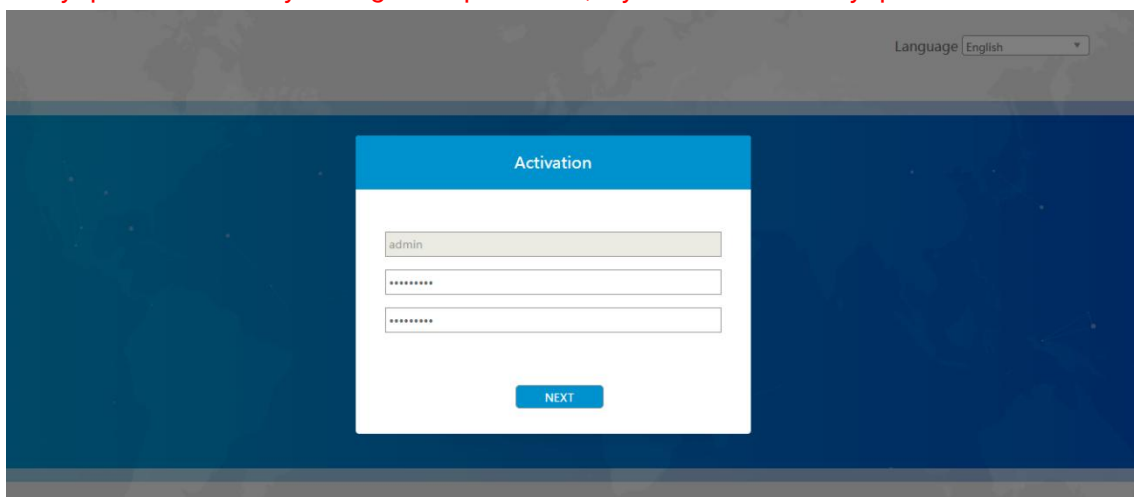 Language English
Activation
admin
•••••••••
•••••••••
NEXT